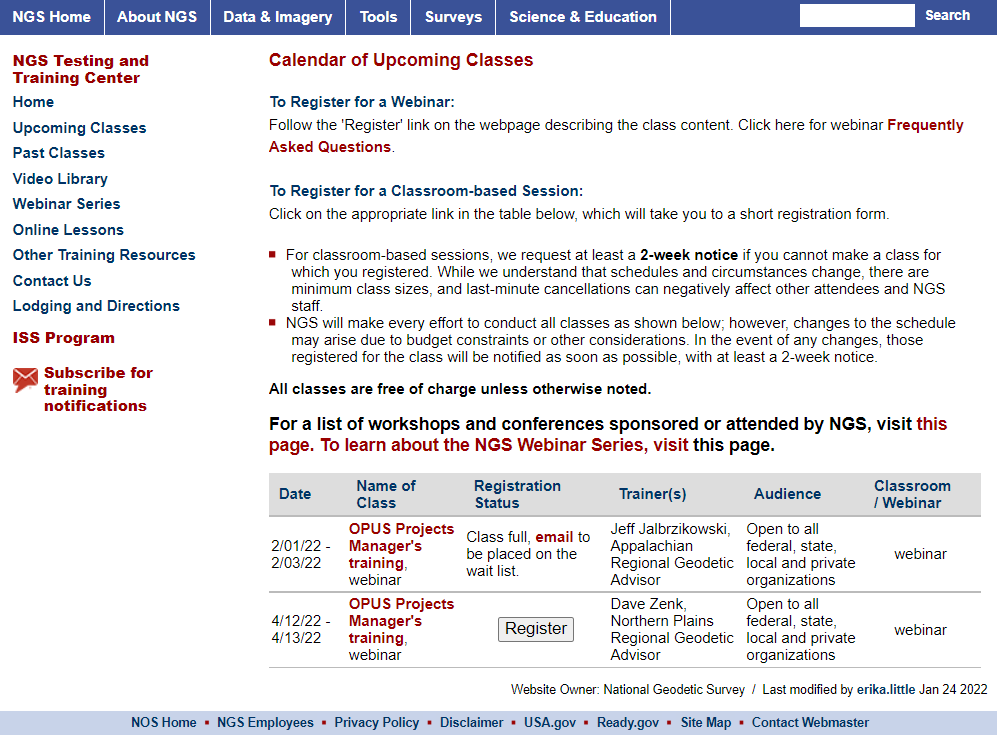 NGS Home About NGS Data & Imagery Tools Surveys Science & Education Search
NGS Testing and
Training Center
Home
Upcoming Classes
Past Classes
Video Library
Webinar Series
Online Lessons
Other Training Resources
Contact Us
Lodging and Directions
ISS Program
Subscribe for
training
notifications
Calendar of Upcoming Classes
To Register for a Webinar:
Follow the 'Register' link on the webpage describing the class content. Click here for webinar Frequently
Asked Questions.
To Register for a Classroom-based Session:
Click on the appropriate link in the table below, which will take you to a short registration form.
For classroom-based sessions, we request at least a 2-week notice if you cannot make a class for
which you registered. While we understand that schedules and circumstances change, there are
minimum class sizes, and last-minute cancellations can negatively affect other attendees and NGS
staff.
NGS will make every effort to conduct all classes as shown below; however, changes to the schedule
may arise due to budget constraints or other considerations. In the event of any changes, those
registered for the class will be notified as soon as possible, with at least a 2-week notice.
All classes are free of charge unless otherwise noted.
For a list of workshops and conferences sponsored or attended by NGS, visit this
page. To learn about the NGS Webinar Series, visit this page.
Date
Name of
Class
Registration
Status
Trainer(s)
Audience
Classroom
/ Webinar
2/01/22 -
2/03/22
OPUS Projects
Manager's
training,
webinar
Class full, email to
be placed on the
wait list.
Jeff Jalbrzikowski,
Appalachian
Regional Geodetic
Advisor
Open to all
federal, state,
local and private
organizations
webinar
4/12/22 -
4/13/22
OPUS Projects
Manager's
training,
webinar
Register
Dave Zenk,
Northern Plains
Regional Geodetic
Advisor
Open to all
federal, state,
local and private
organizations
webinar
Website Owner: National Geodetic Survey / Last modified by erika.little Jan 24 2022
NOS Home ▪ NGS Employees ▪ Privacy Policy ▪ Disclaimer ▪ USA.gov ▪ Ready.gov ▪ Site Map ▪ Contact Webmaster